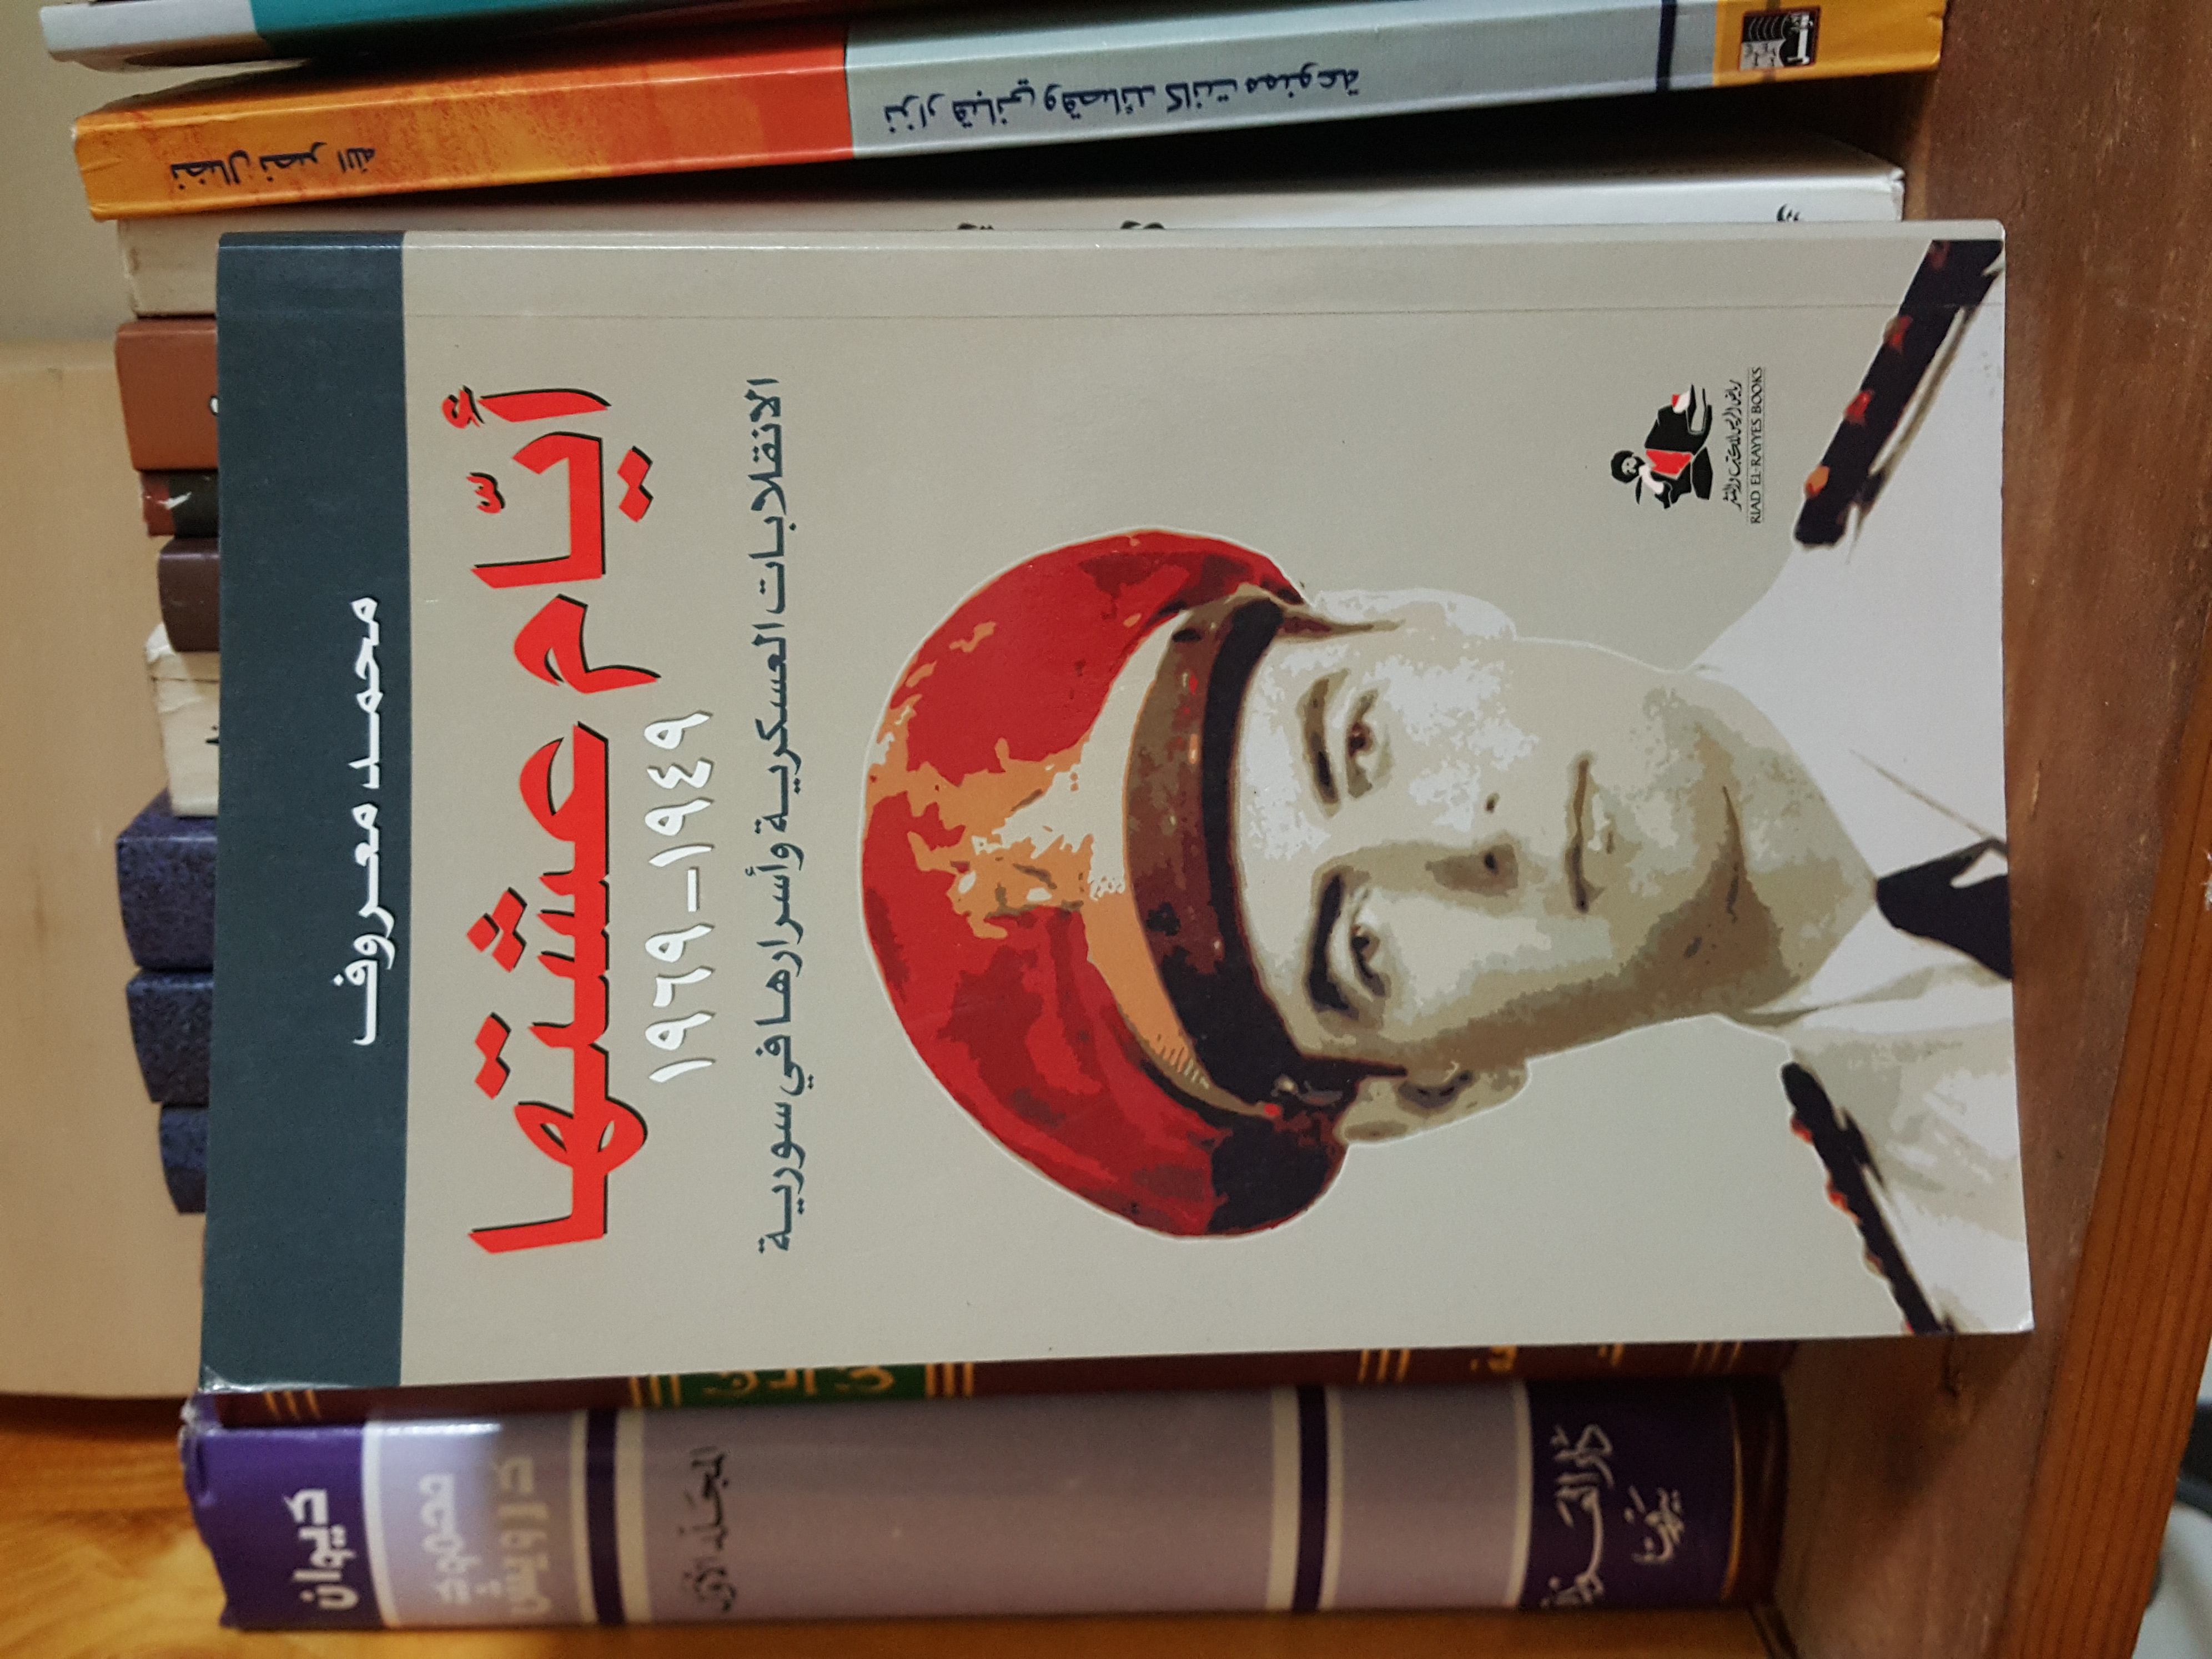 محمد معروف
أيّام عشتها
١٩٤٩-١٩٦٩
الانقلابات العسكرية وأسرارها في سورية
رياض الريس للكتب والنشر
RIAD EL-RAYYES BOOKS
ديوان
محمود
درويش
المجلد الأول
دار العودة
بيروت
نضال نصر الله
نزار قباني وقصائد كانت ممنوعة